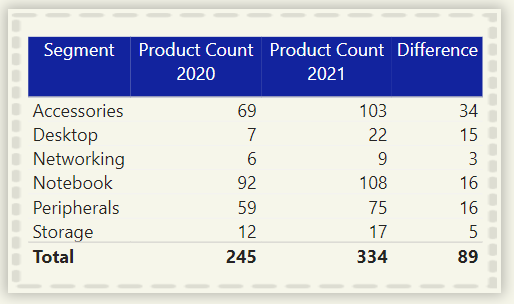 Segment Product Count 2020 Product Count 2021 Difference
Accessories 69 103 34
Desktop 7 22 15
Networking 6 9 3
Notebook 92 108 16
Peripherals 59 75 16
Storage 12 17 5
Total 245 334 89